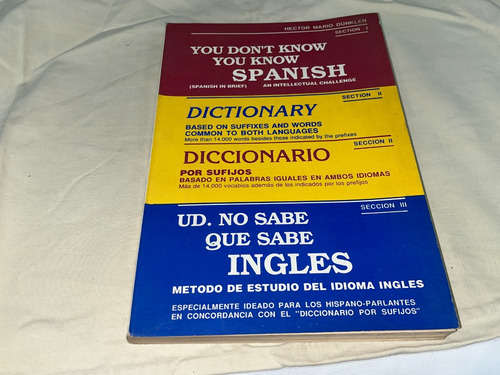 HECTOR MARIO DUNKLER
SECTION I
YOU DON'T KNOW
YOU KNOW
SPANISH
(SPANISH IN BRIEF) AN INTELLECTUAL CHALLENGE
SECTION II
DICTIONARY
BASED ON SUFFIXES AND WORDS
COMMON TO BOTH LANGUAGES
More than 14.000 words besides those indicated by the prefixes
SECCION II
DICCIONARIO
POR SUFIJOS
BASADO EN PALABRAS IGUALES EN AMBOS IDIOMAS
Más de 14.000 vocablos además de los indicados por los prefijos
SECCION III
UD. NO SABE
QUE SABE
INGLES
METODO DE ESTUDIO DEL IDIOMA INGLES
ESPECIALMENTE IDEADO PARA LOS HISPANO-PARLANTES
EN CONCORDANCIA CON EL "DICCIONARIO POR SUFIJOS"